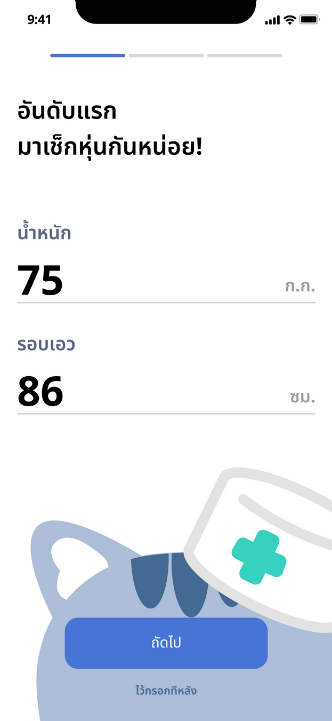 9:41
อันดับแรก
มาเช็กหุ่นกันหน่อย!
น้ำหนัก
75 ก.ก.
รอบเอว
86 ซม.
ถัดไป
ไว้กรอกทีหลัง